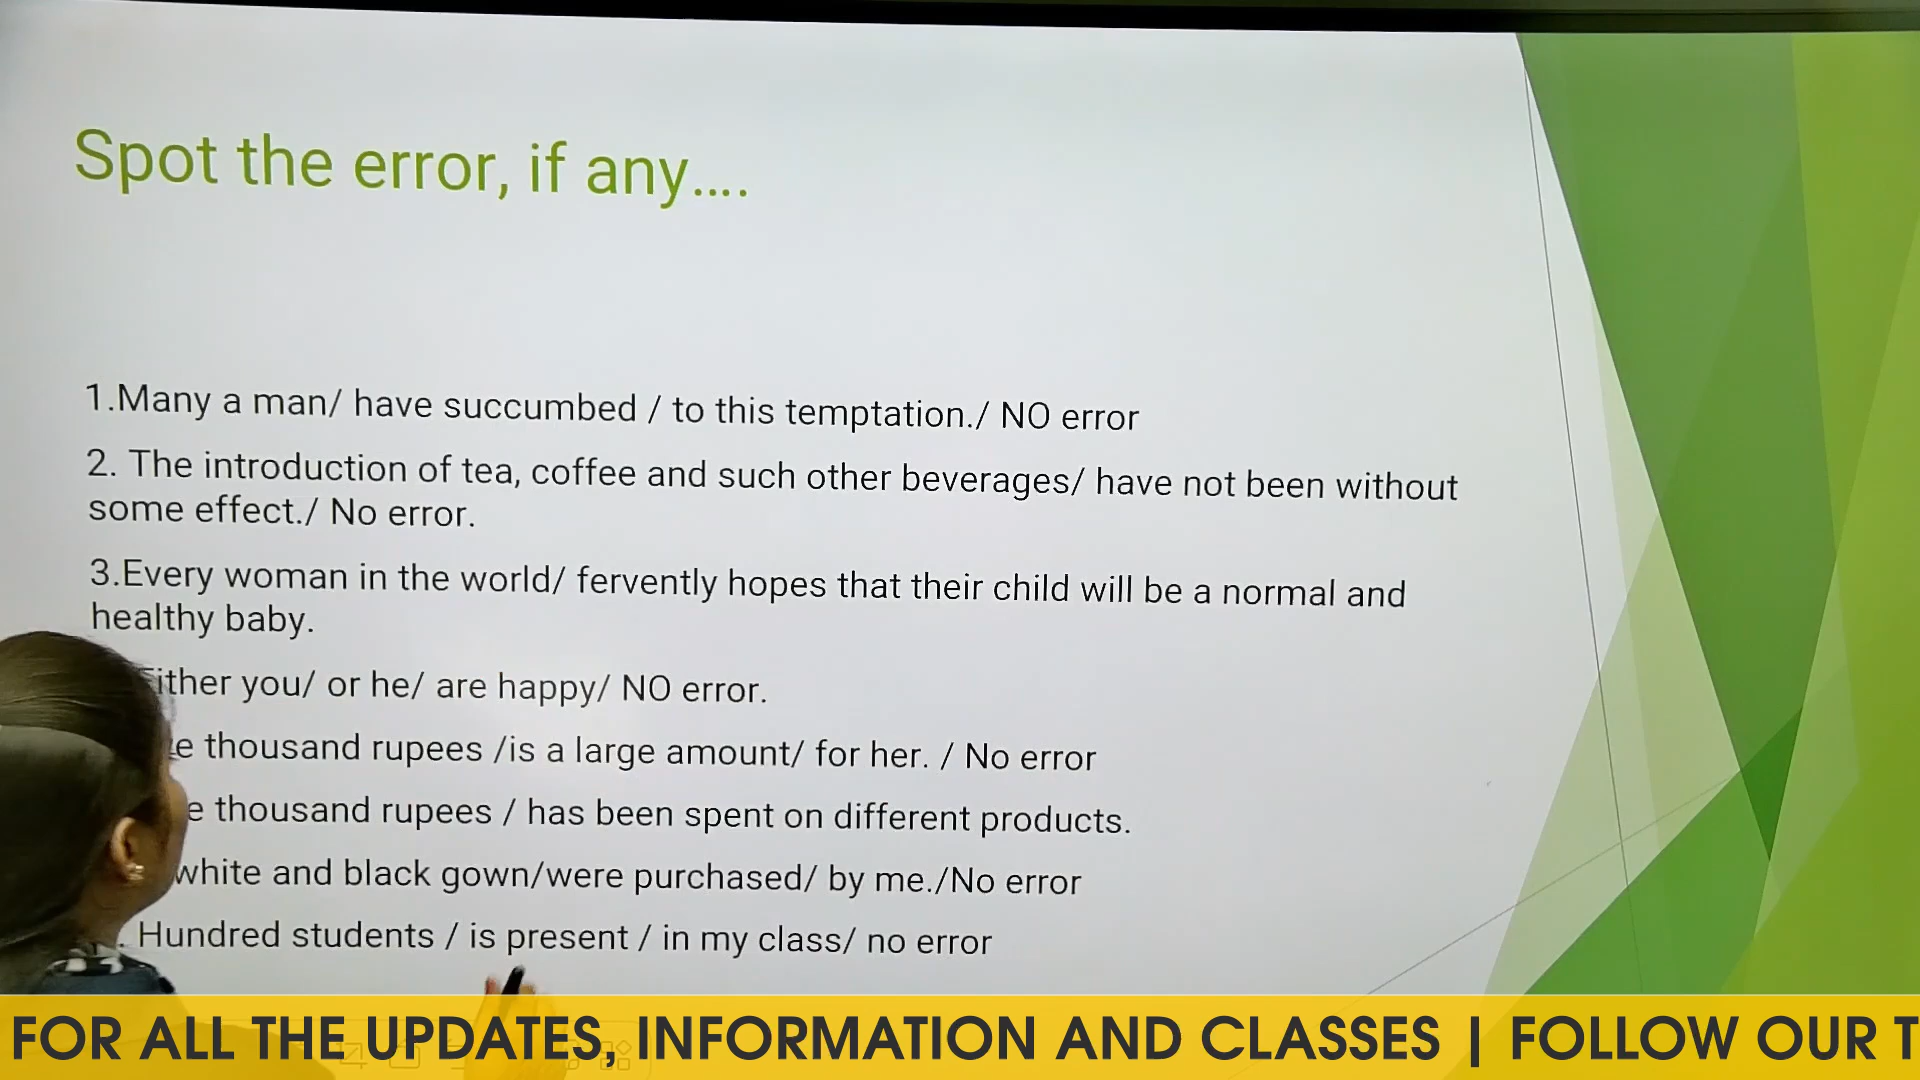 Spot the error, if any....
1.Many a man/ have succumbed / to this temptation./ NO error
2. The introduction of tea, coffee and such other beverages/ have not been without
some effect./ No error.
3.Every woman in the world/ fervently hopes that their child will be a normal and
healthy baby.
you/ or he/ are happy/ NO error.
thousand rupees /is a large amount/ for her. / No error
thousand rupees / has been spent on different products.
white and black gown/were purchased/ by me./No error
Hundred students / is present / in my class/ no error
FOR ALL THE UPDATES, INFORMATION AND CLASSES | FOLLOW OUR T